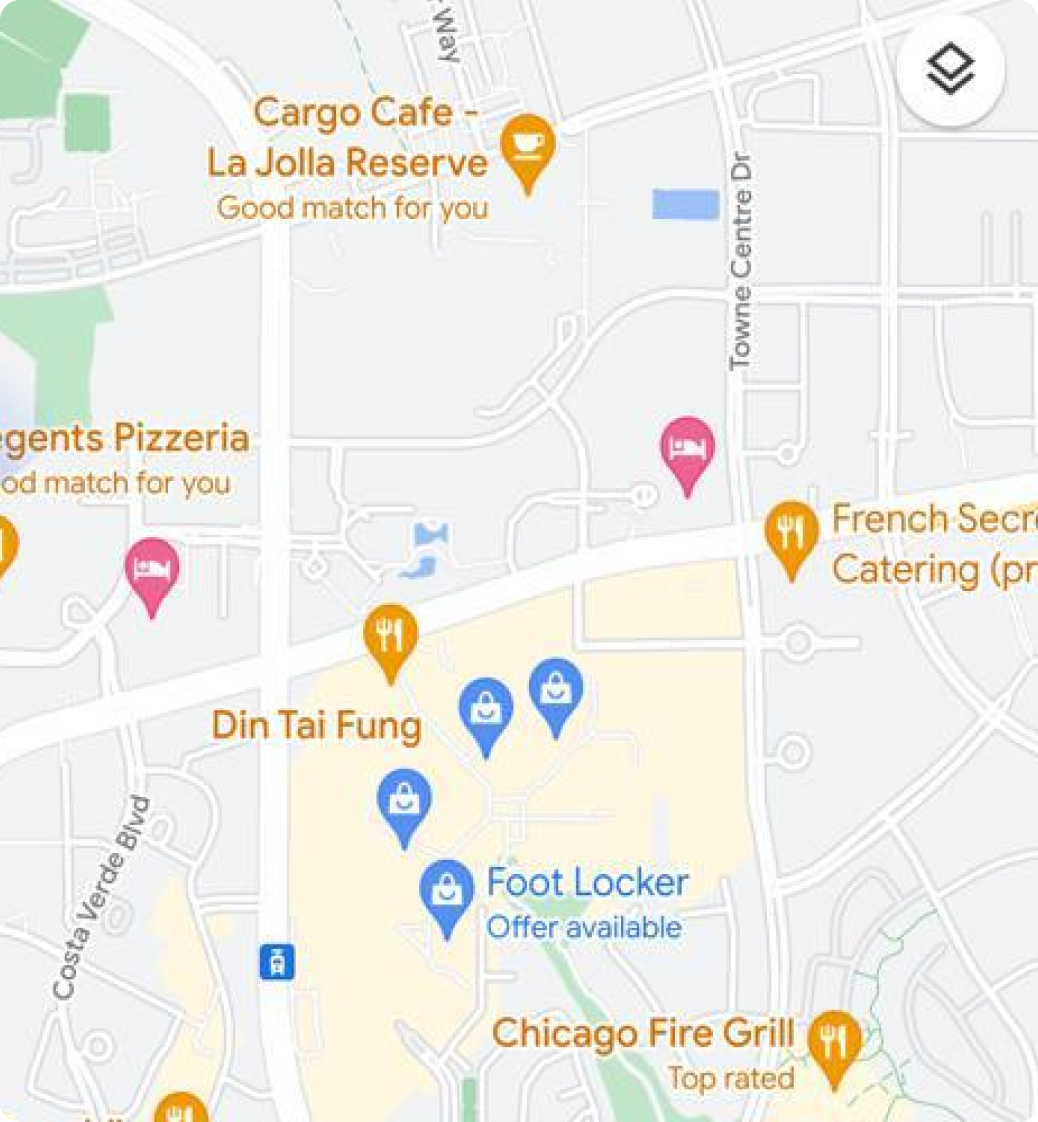 Way
Cargo Cafe -
La Jolla Reserve
Good match for you
Towne Centre Dr
egents Pizzeria
od match for you
French Secre
Catering (pr
Din Tai Fung
Costa Verde Blvd
Foot Locker
Offer available
Chicago Fire Grill
Top rated